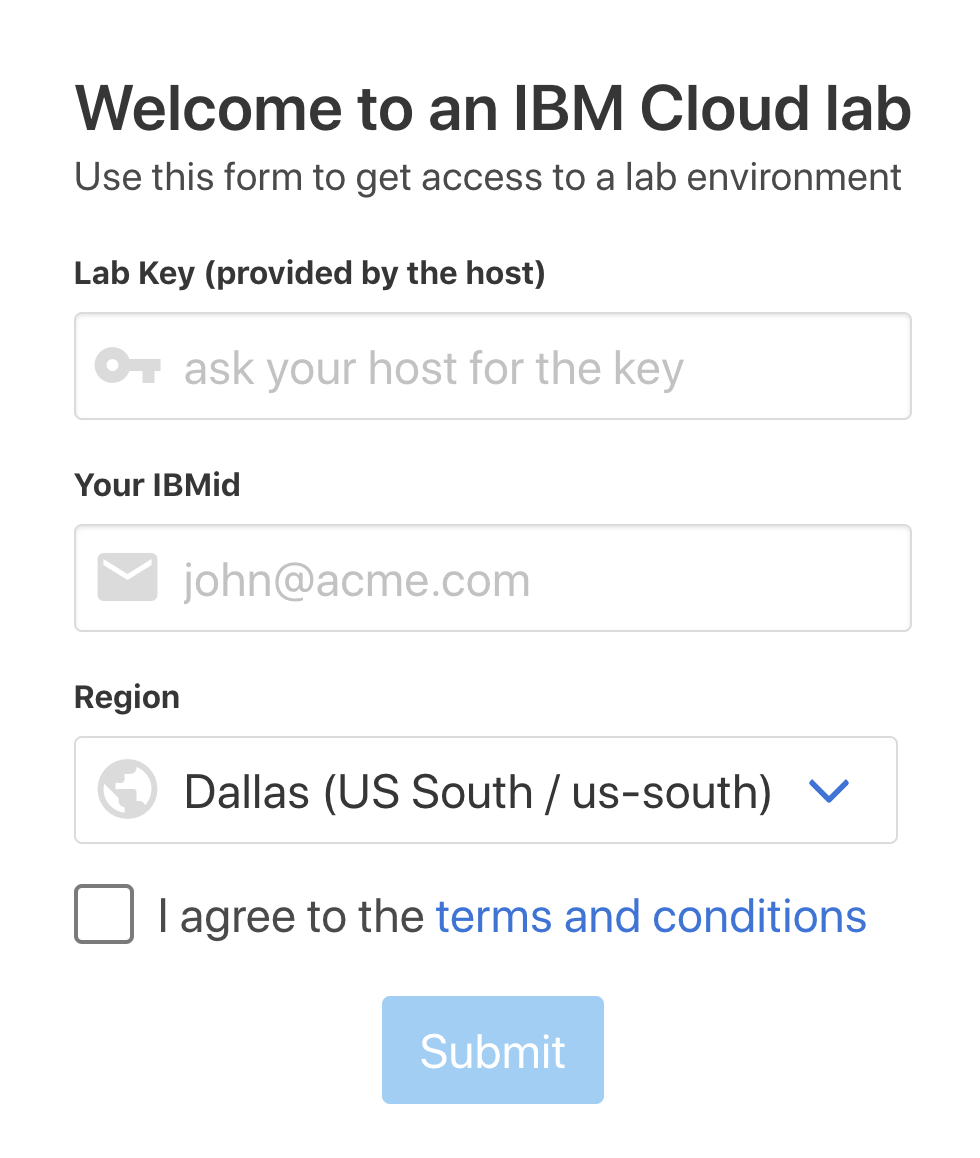 Welcome to an IBM Cloud lab
Use this form to get access to a lab environment
Lab Key (provided by the host)
ask your host for the key
Your IBMid
john@acme.com
Region
Dallas (US South / us-south)
I agree to the terms and conditions
Submit